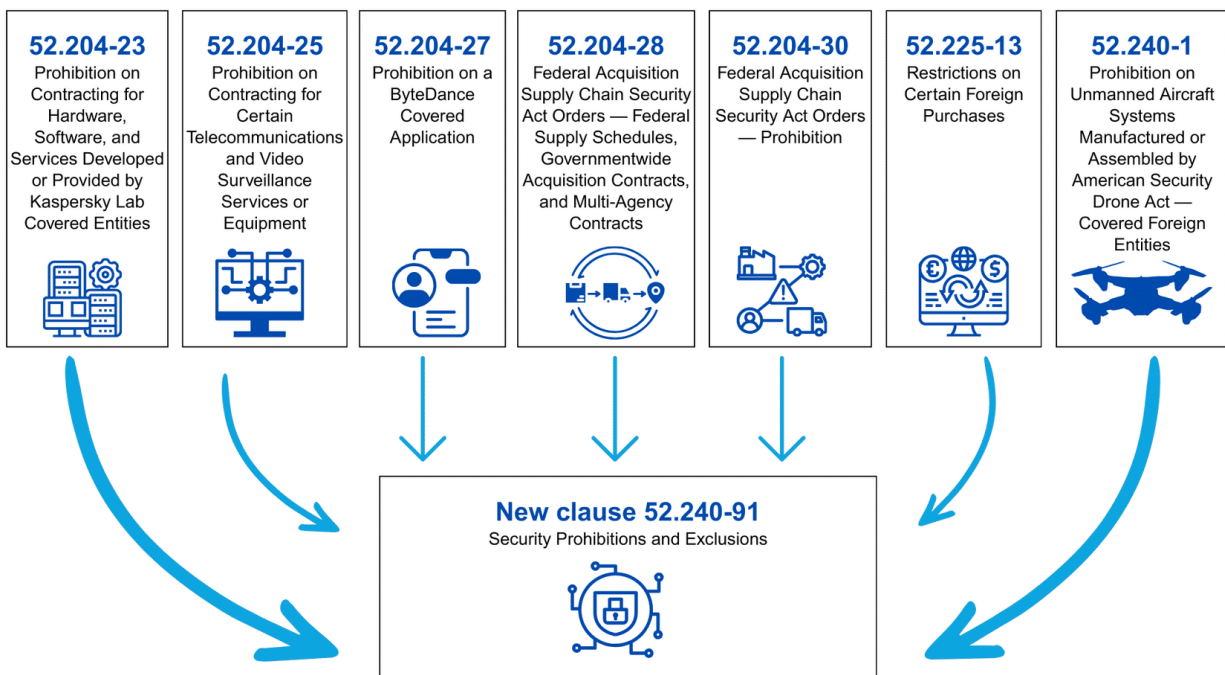 52.204-23
Prohibition on
Contracting for
Hardware,
Software, and
Services Developed
or Provided by
Kaspersky Lab
Covered Entities
52.204-25
Prohibition on
Contracting for
Certain
Telecommunications
and Video
Surveillance
Services or
Equipment
52.204-27
Prohibition on a
ByteDance
Covered
Application
52.204-28
Federal Acquisition
Supply Chain Security
Act Orders — Federal
Supply Schedules,
Governmentwide
Acquisition Contracts,
and Multi-Agency
Contracts
52.204-30
Federal Acquisition
Supply Chain
Security Act Orders
— Prohibition
52.225-13
Restrictions on
Certain Foreign
Purchases
€
$
52.240-1
Prohibition on
Unmanned Aircraft
Systems
Manufactured or
Assembled by
American Security
Drone Act —
Covered Foreign
Entities
New clause 52.240-91
Security Prohibitions and Exclusions